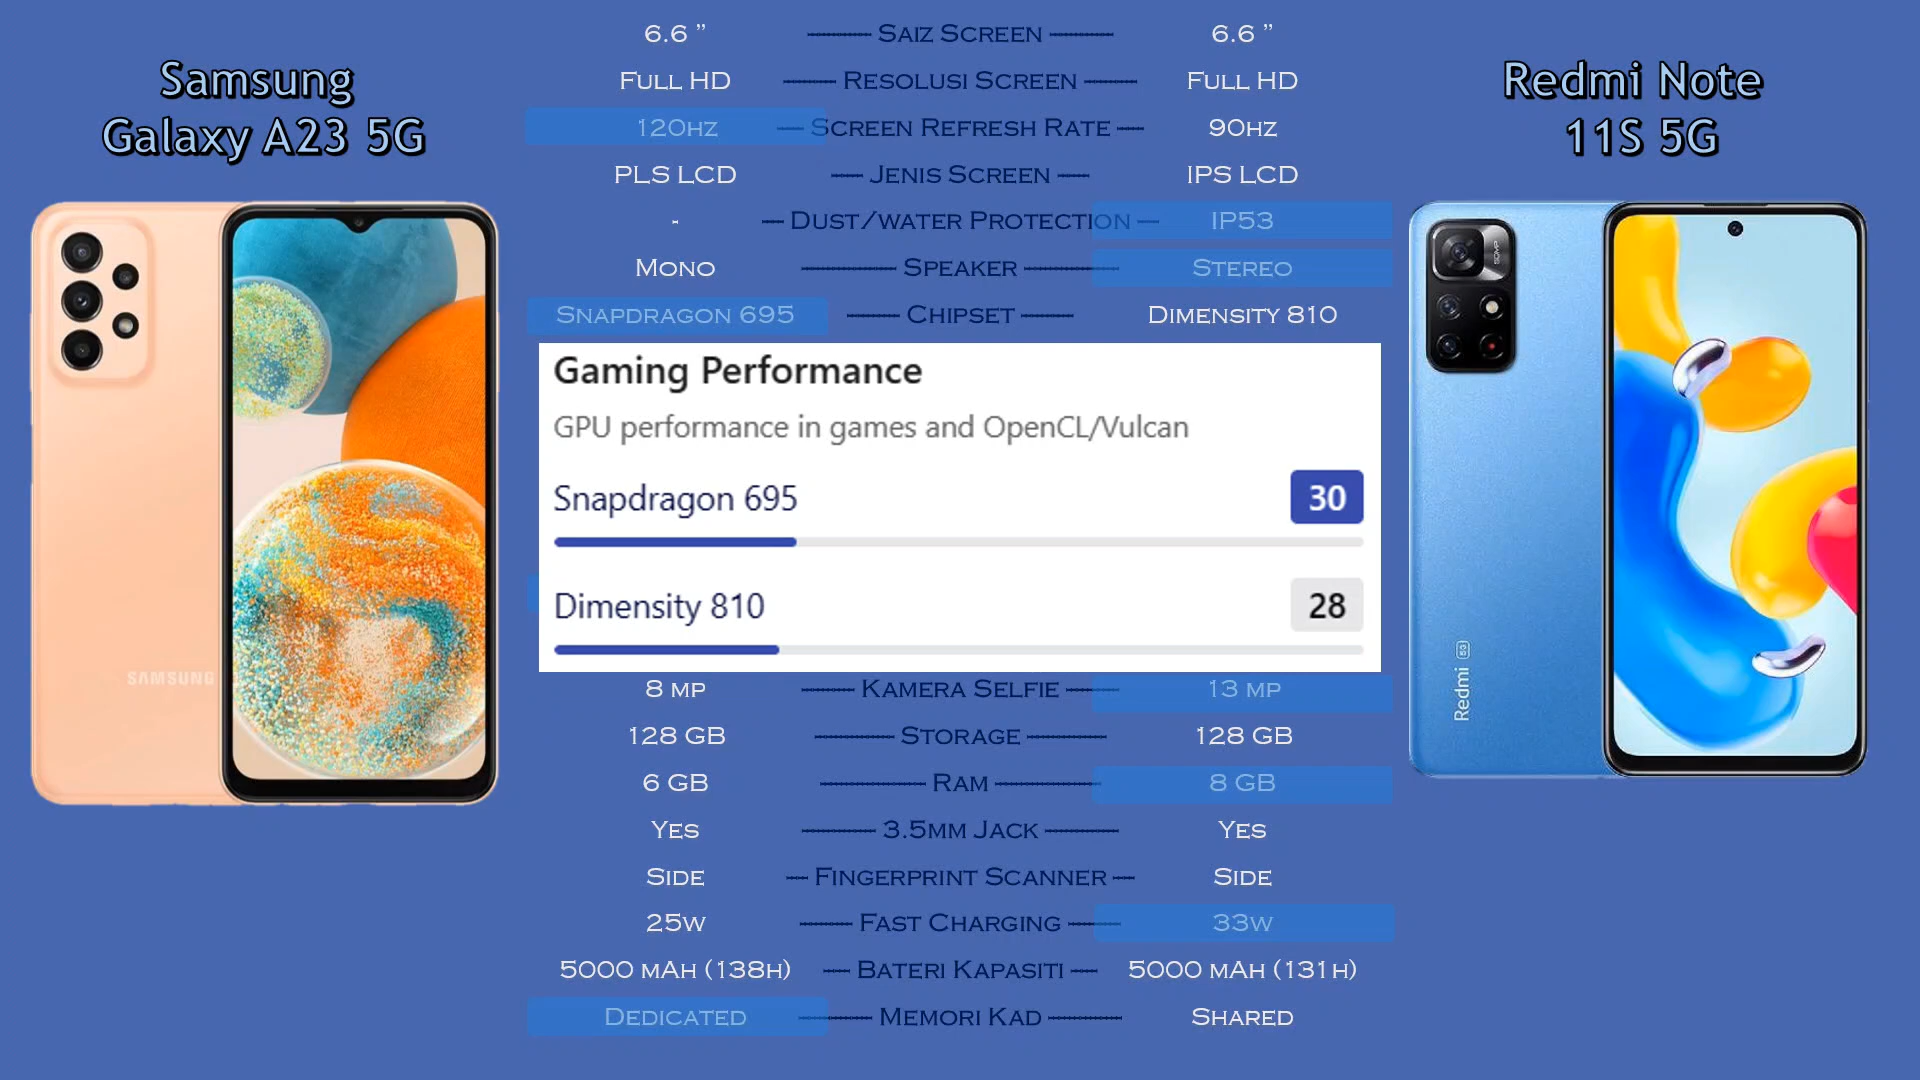 Samsung
Galaxy A23 5G
Redmi Note
11S 5G
6.6 ” SAIZ SCREEN 6.6 ”
FULL HD RESOLUSI SCREEN FULL HD
120HZ SCREEN REFRESH RATE 90HZ
PLS LCD JENIS SCREEN IPS LCD
- DUST/WATER PROTECTION IP53
MONO SPEAKER STEREO
SNAPDRAGON 695 CHIPSET DIMENSITY 810
Gaming Performance
GPU performance in games and OpenCL/Vulcan
Snapdragon 695 30
Dimensity 810 28
8 MP KAMERA SELFIE 13 MP
128 GB STORAGE 128 GB
6 GB RAM 8 GB
YES 3.5MM JACK YES
SIDE FINGERPRINT SCANNER SIDE
25W FAST CHARGING 33W
5000 MAH (138H) BATERI KAPASITI 5000 MAH (131H)
DEDICATED MEMORI KAD SHARED
SAMSUNG
50MP
Redmi 5G